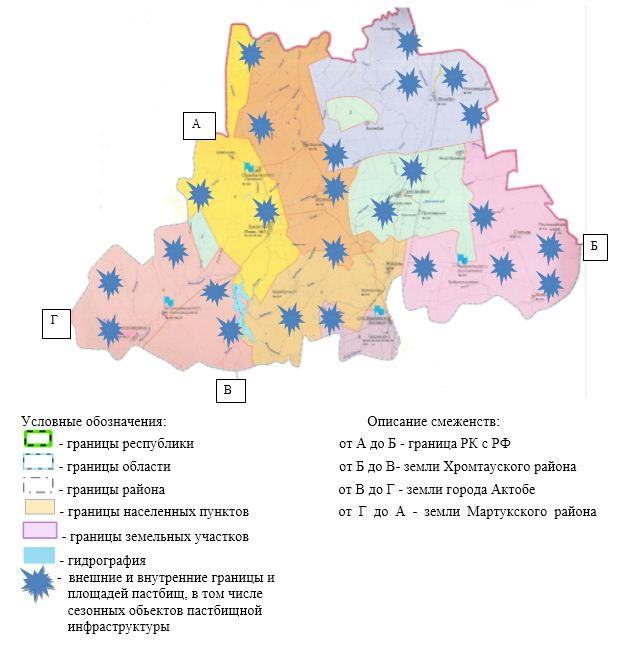 А
Б
Г
В
Условные обозначения:
- границы республики
- границы области
- границы района
- границы населенных пунктов
- границы земельных участков
- гидрография
- внешние и внутренние границы и
площадей пастбищ, в том числе
сезонных обьектов пастбищной
инфраструктуры
Описание смеженств:
от А до Б - граница РК с РФ
от Б до В- земли Хромтауского района
от В до Г - земли города Актобе
от Г до А - земли Мартукского района